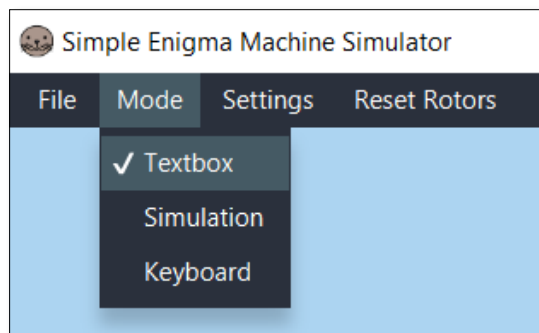 Simple Enigma Machine Simulator
File Mode Settings Reset Rotors
✓ Textbox
Simulation
Keyboard